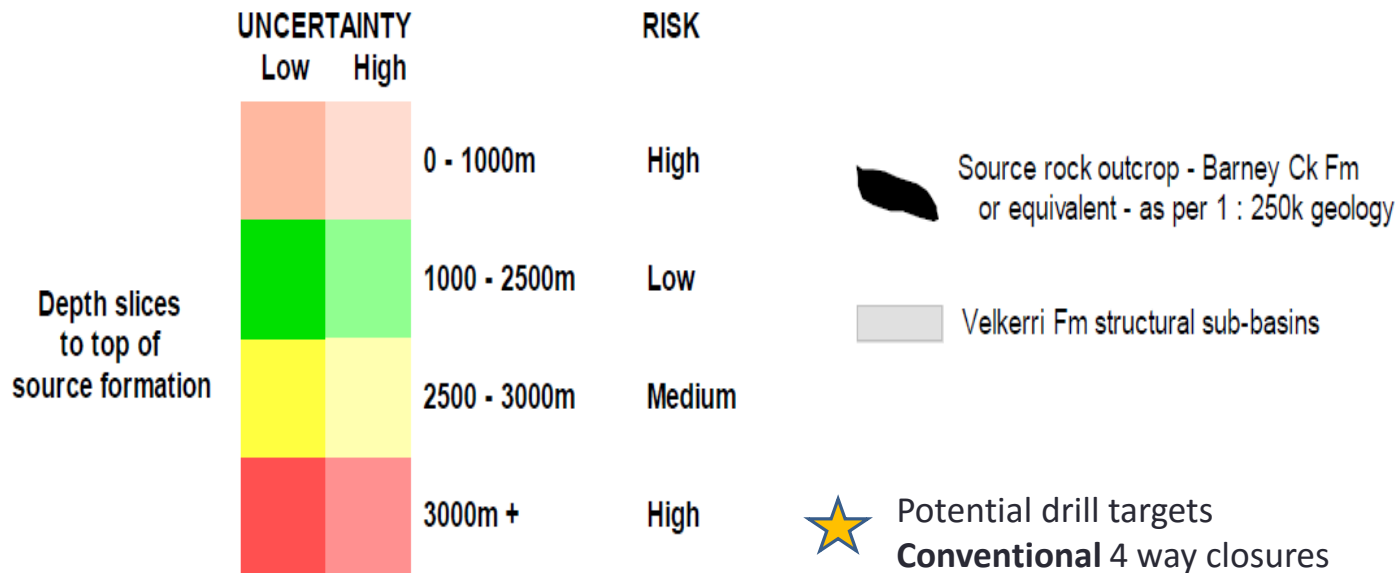 UNCERTAINTY
Low High
RISK
0 - 1000m High
1000 - 2500m Low
2500 - 3000m Medium
3000m + High
Depth slices
to top of
source formation
Source rock outcrop - Barney Ck Fm
or equivalent - as per 1 : 250k geology
Velkerri Fm structural sub-basins
Potential drill targets
Conventional 4 way closures